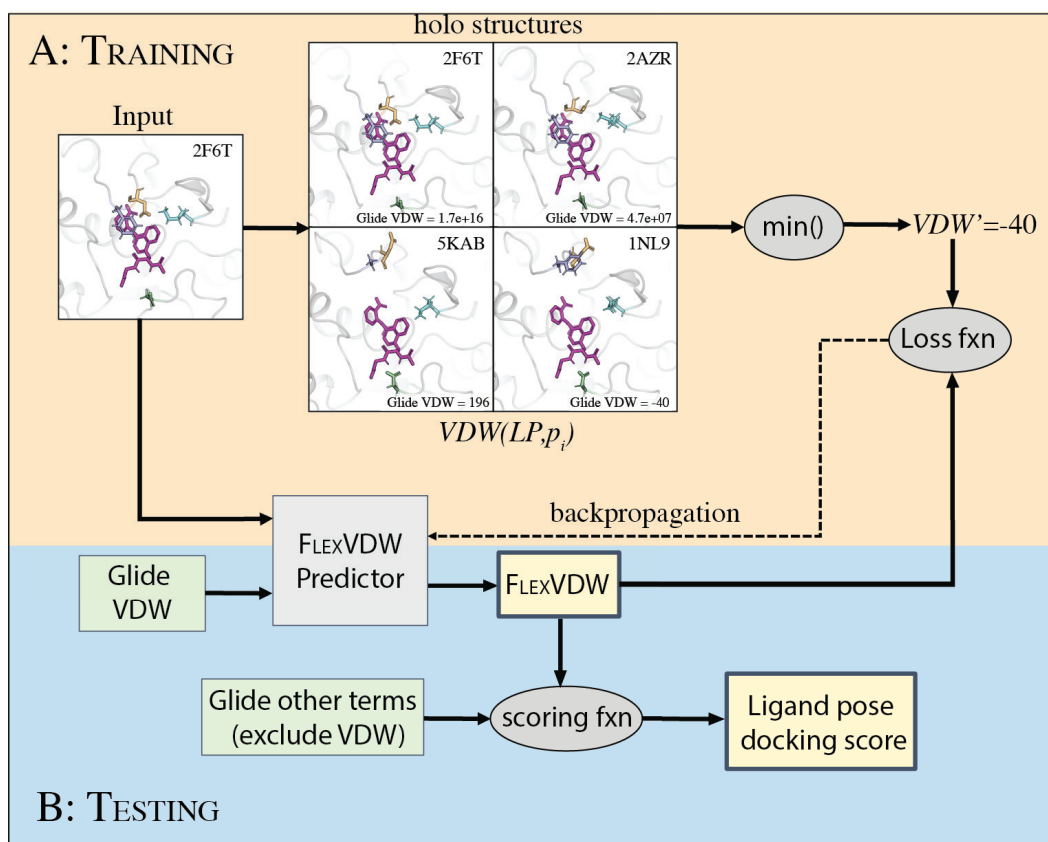 A: TRAINING
holo structures
Input
2F6T
2F6T
Glide VDW = 1.7e+16
2AZR
Glide VDW = 4.7e+07
5KAB
Glide VDW = 196
1NL9
Glide VDW = -40
VDW(LP,pᵢ)
min()
VDW’=-40
Loss fxn
backpropagation
FLEXVDW
Predictor
Glide
VDW
FLEXVDW
Glide other terms
(exclude VDW)
scoring fxn
Ligand pose
docking score
B: TESTING